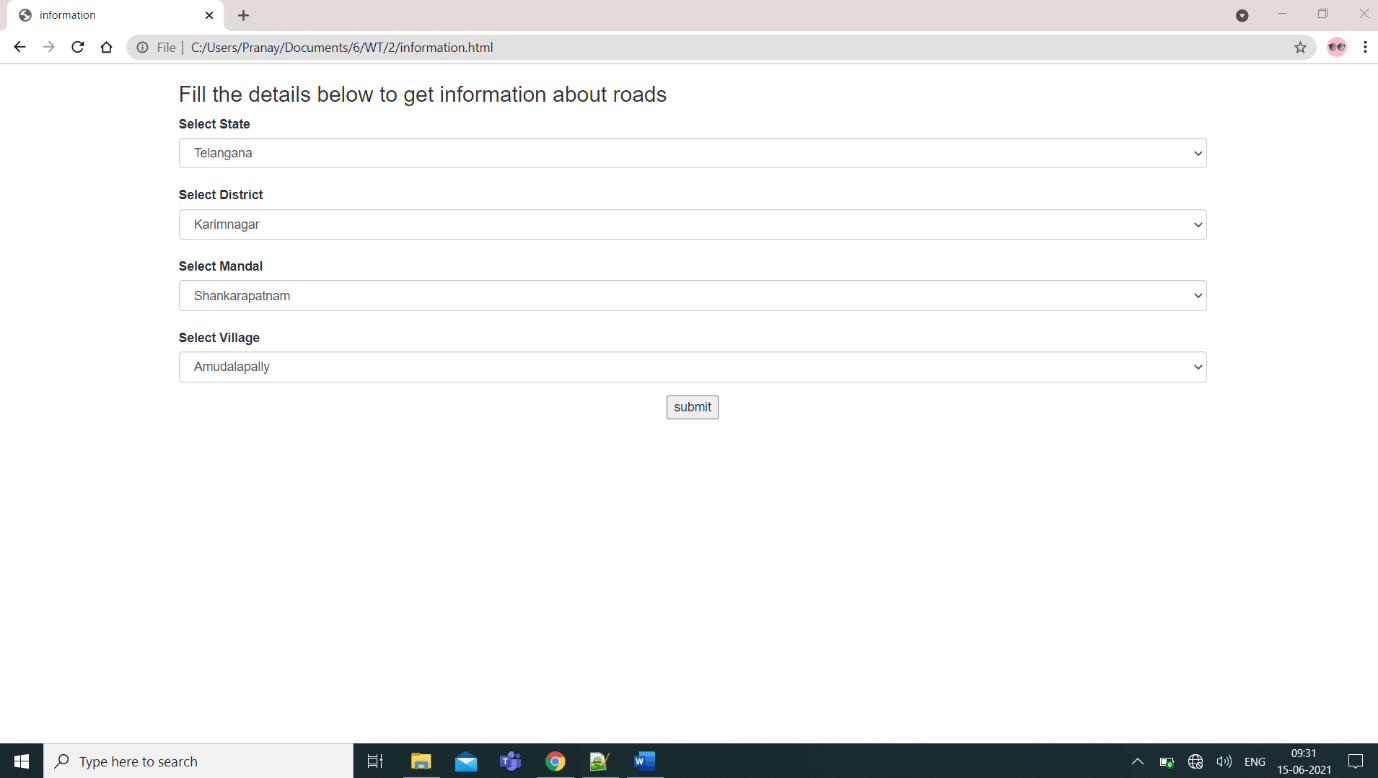 information
File | C:/Users/Pranay/Documents/6/WT/2/information.html
Fill the details below to get information about roads
Select State
Telangana
Select District
Karimnagar
Select Mandal
Shankarapatnam
Select Village
Amudalapally
submit
Type here to search
ENG
09:31
15-06-2021